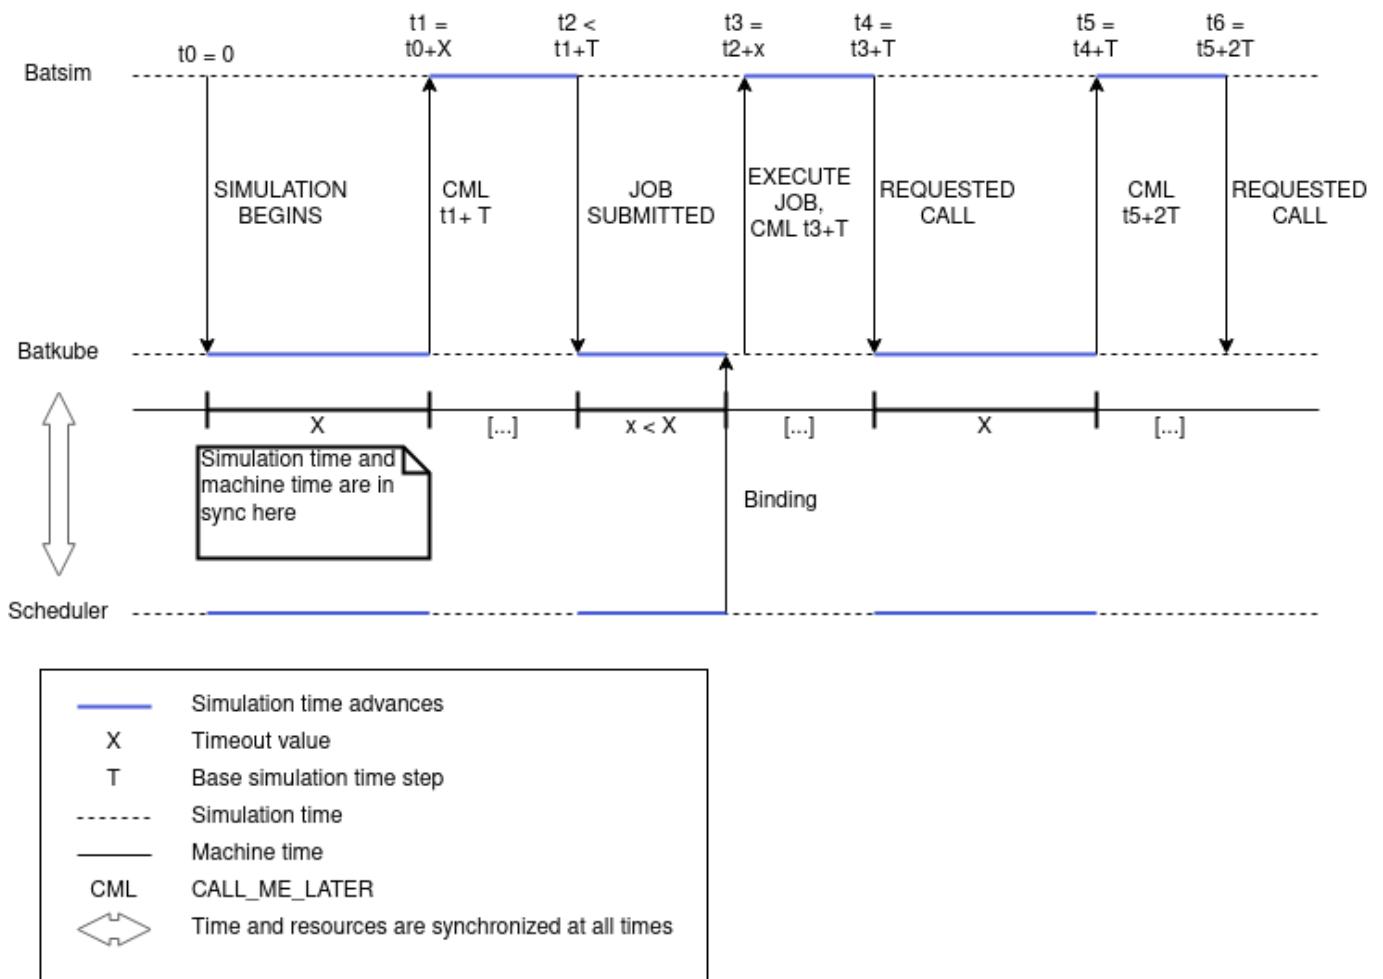 t0 = 0
t1 =
t0+X
t2 <
t1+T
t3 =
t2+x
t4 =
t3+T
t5 =
t4+T
t6 =
t5+2T
Batsim
SIMULATION
BEGINS
CML
t1+ T
JOB
SUBMITTED
EXECUTE
JOB,
CML t3+T
REQUESTED
CALL
CML
t5+2T
REQUESTED
CALL
Batkube
X
[...]
x < X
[...]
X
[...]
Simulation time and
machine time are in
sync here
Binding
Scheduler
Simulation time advances
X Timeout value
T Base simulation time step
Simulation time
Machine time
CML CALL_ME_LATER
Time and resources are synchronized at all times